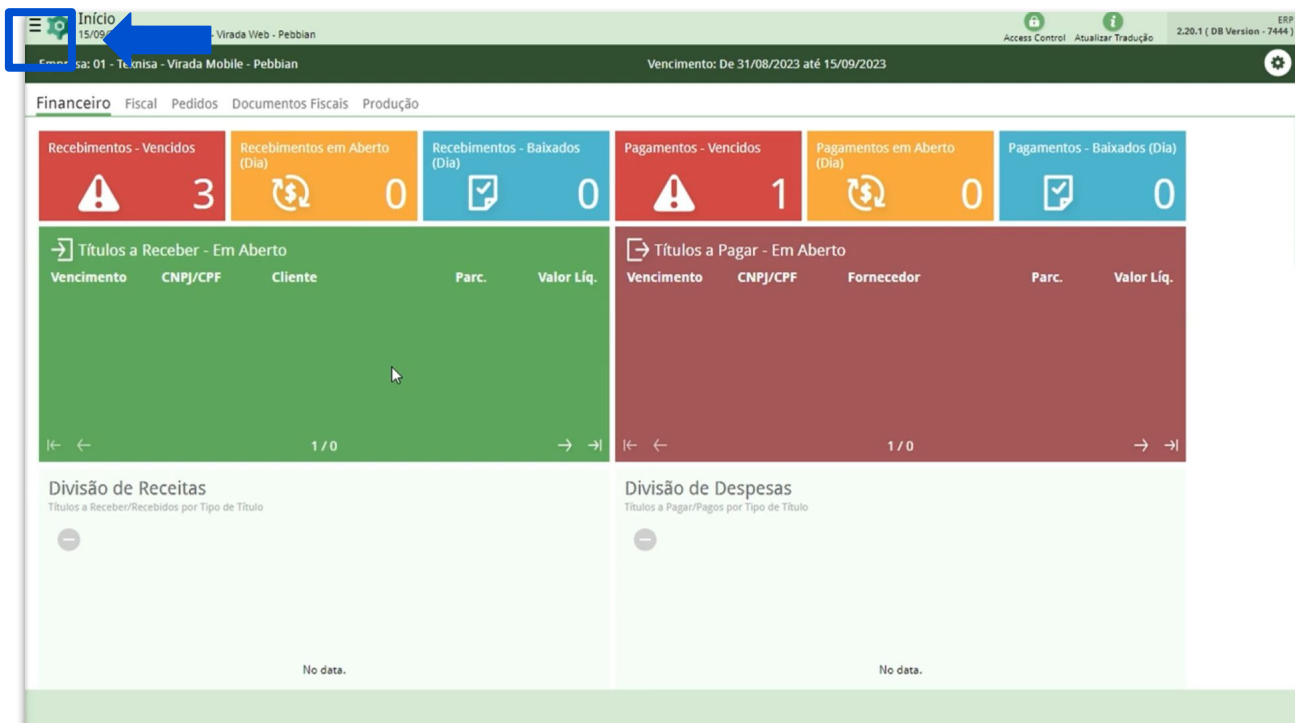 Início
15/09
- Virada Web - Pebbian
Access Control
Atualizar Tradução
ERP
2.20.1 ( DB Version - 7444 )
sa: 01 - Teknisa - Virada Mobile - Pebbian
Vencimento: De 31/08/2023 até 15/09/2023
Financeiro Fiscal Pedidos Documentos Fiscais Produção
Recebimentos - Vencidos
3
Recebimentos em Aberto
(Dia)
0
Recebimentos - Baixados
(Dia)
0
Pagamentos - Vencidos
1
Pagamentos em Aberto
(Dia)
0
Pagamentos - Baixados (Dia)
0
Títulos a Receber - Em Aberto
Vencimento CNPJ/CPF Cliente Parc. Valor Líq.
1 / 0
Títulos a Pagar - Em Aberto
Vencimento CNPJ/CPF Fornecedor Parc. Valor Líq.
1 / 0
Divisão de Receitas
Títulos a Receber/Recebidos por Tipo de Título
No data.
Divisão de Despesas
Títulos a Pagar/Pagos por Tipo de Título
No data.